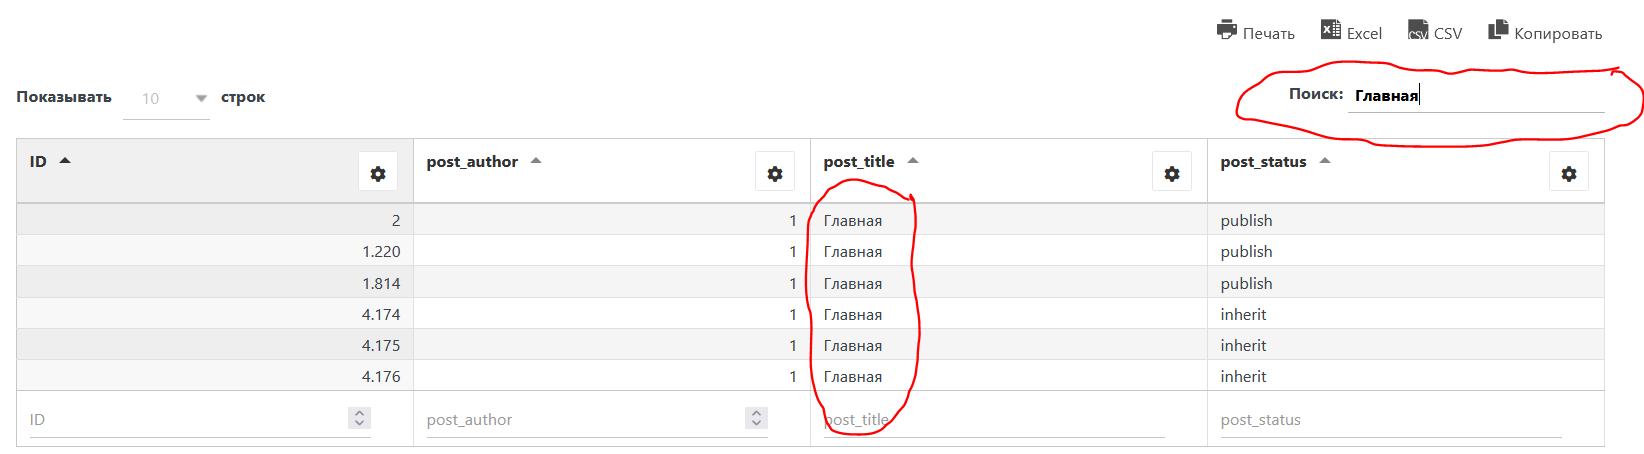 Печать Excel CSV Копировать
Показывать 10 строк Поиск: Главная
ID post_author post_title post_status
2 1 Главная publish
1.220 1 Главная publish
1.814 1 Главная publish
4.174 1 Главная inherit
4.175 1 Главная inherit
4.176 1 Главная inherit
ID post_author post_title post_status